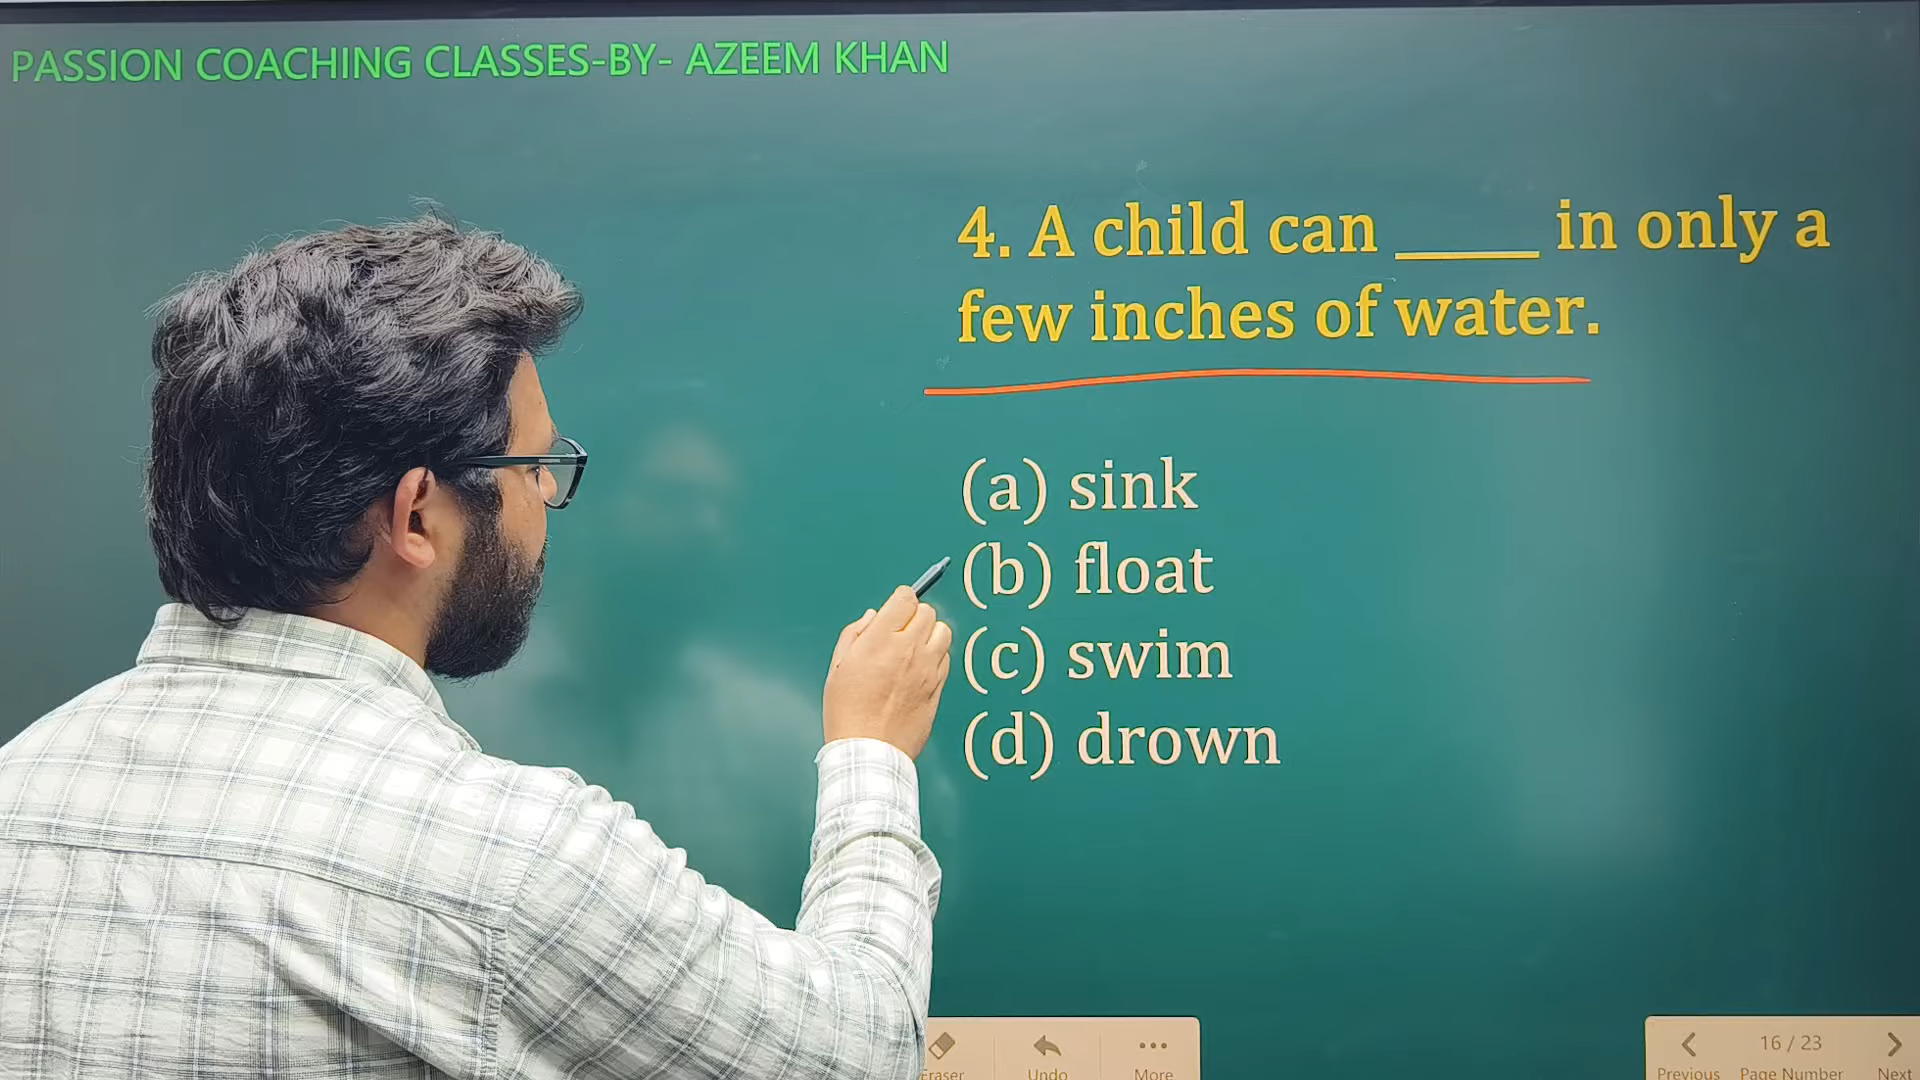 PASSION COACHING CLASSES-BY- AZEEM KHAN
4. A child can _____ in only a
few inches of water.
(a) sink
(b) float
(c) swim
(d) drown
Eraser Undo More
16 / 23
Previous Page Number Next